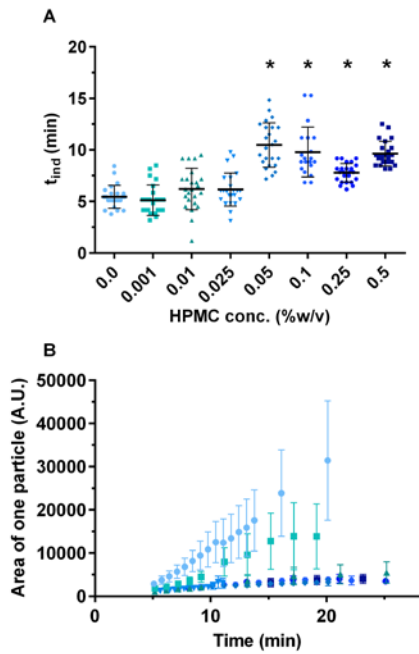 A
* * * *
20
15
10
5
0
t_ind (min)
0.0 0.001 0.01 0.025 0.05 0.1 0.25 0.5
HPMC conc. (%w/v)
B
50000
40000
30000
20000
10000
0
Area of one particle (A.U.)
0 10 20
Time (min)